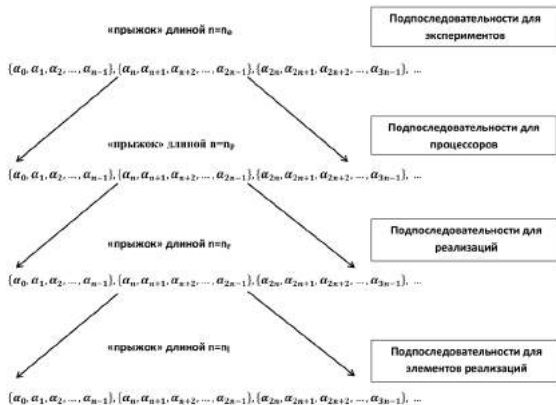 «прыжок» длиной n=nₑ
Подпоследовательности для
экспериментов
{α₀, α₁, α₂, …, αₙ₋₁}, {αₙ, αₙ₊₁, αₙ₊₂, …, α₂ₙ₋₁}, {α₂ₙ, α₂ₙ₊₁, α₂ₙ₊₂, …, α₃ₙ₋₁}, …
«прыжок» длиной n=nₚ
Подпоследовательности для
процессоров
{α₀, α₁, α₂, …, αₙ₋₁}, {αₙ, αₙ₊₁, αₙ₊₂, …, α₂ₙ₋₁}, {α₂ₙ, α₂ₙ₊₁, α₂ₙ₊₂, …, α₃ₙ₋₁}, …
«прыжок» длиной n=nᵣ
Подпоследовательности для
реализаций
{α₀, α₁, α₂, …, αₙ₋₁}, {αₙ, αₙ₊₁, αₙ₊₂, …, α₂ₙ₋₁}, {α₂ₙ, α₂ₙ₊₁, α₂ₙ₊₂, …, α₃ₙ₋₁}, …
«прыжок» длиной n=nᵢ
Подпоследовательности для
элементов реализаций
{α₀, α₁, α₂, …, αₙ₋₁}, {αₙ, αₙ₊₁, αₙ₊₂, …, α₂ₙ₋₁}, {α₂ₙ, α₂ₙ₊₁, α₂ₙ₊₂, …, α₃ₙ₋₁}, …